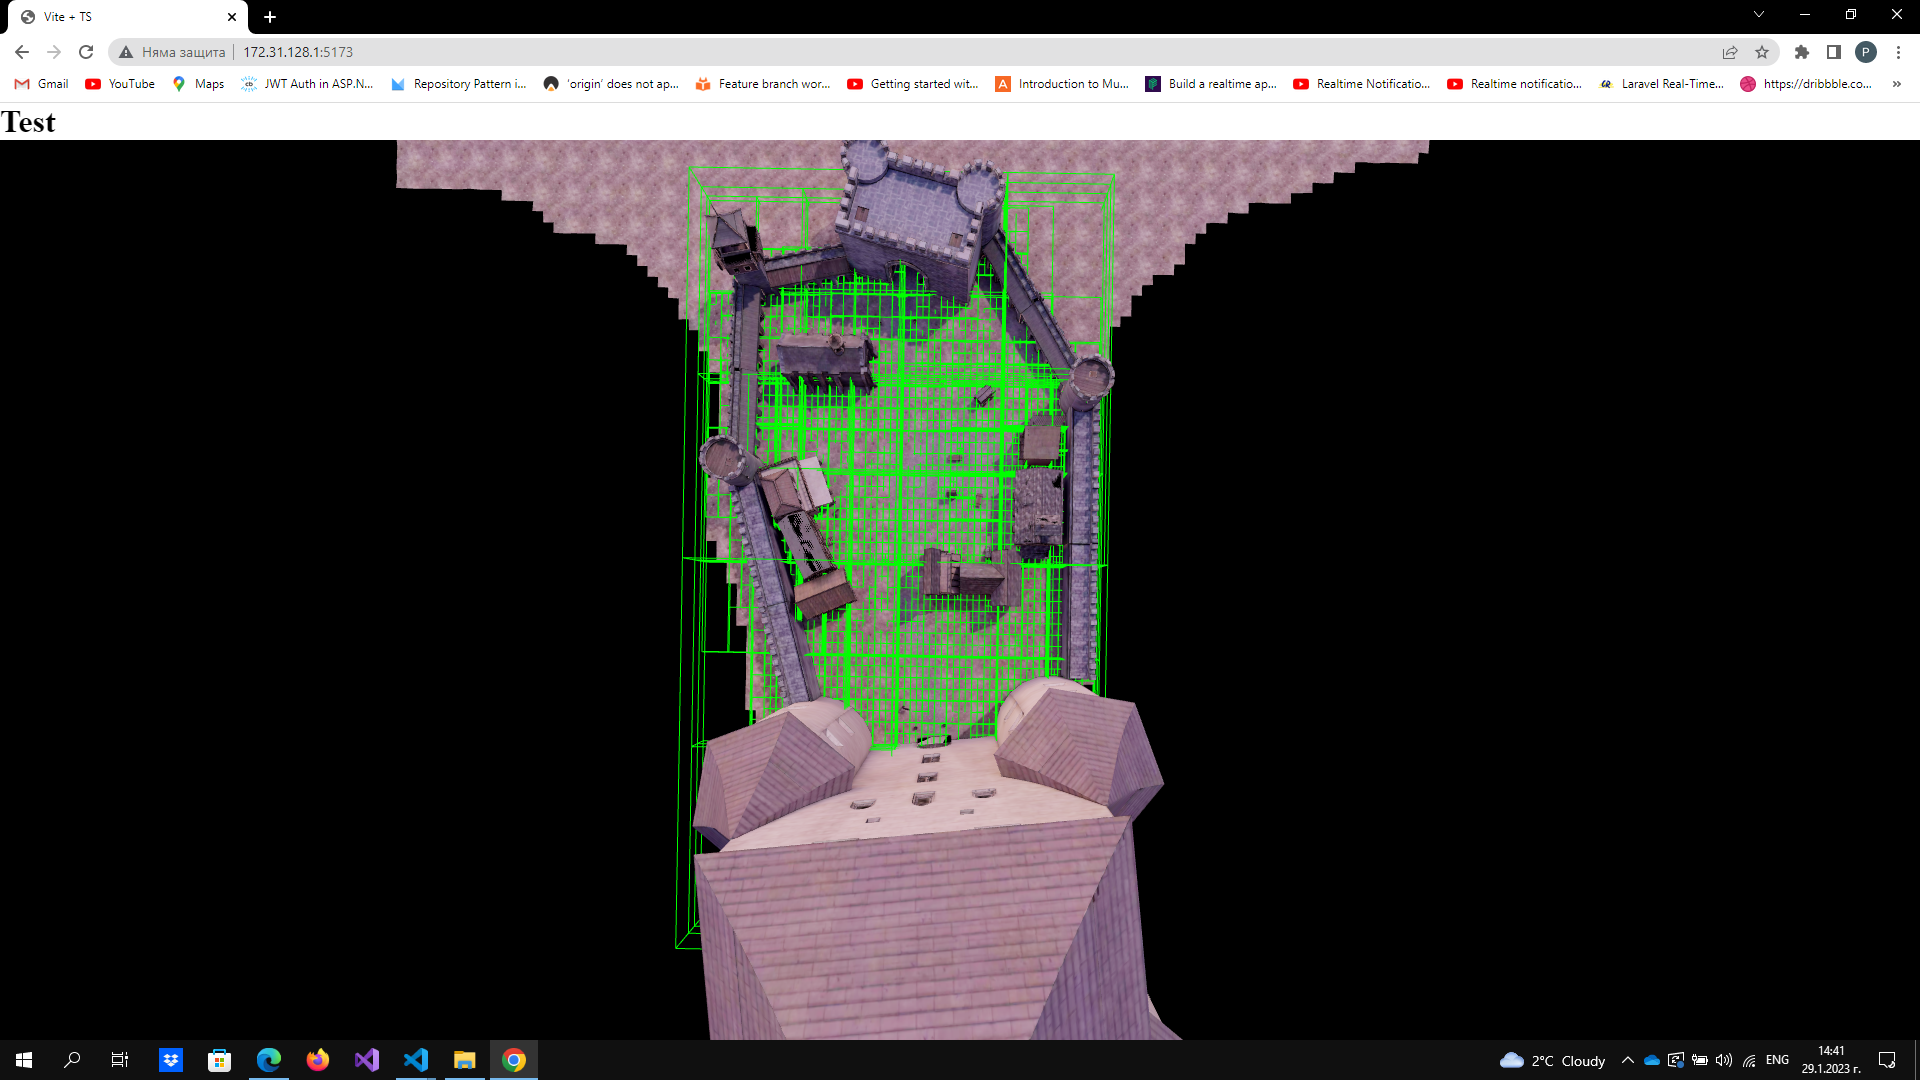 Vite + TS
Няма защита 172.31.128.1:5173
P
Gmail YouTube Maps JWT Auth in ASP.N... Repository Pattern i... 'origin' does not ap... Feature branch wor... Getting started wit... Introduction to Mu... Build a realtime ap... Realtime Notificatio... Realtime notificatio... Laravel Real-Time... https://dribbble.co... »
Test
2°C Cloudy ENG 14:41
29.1.2023 г.